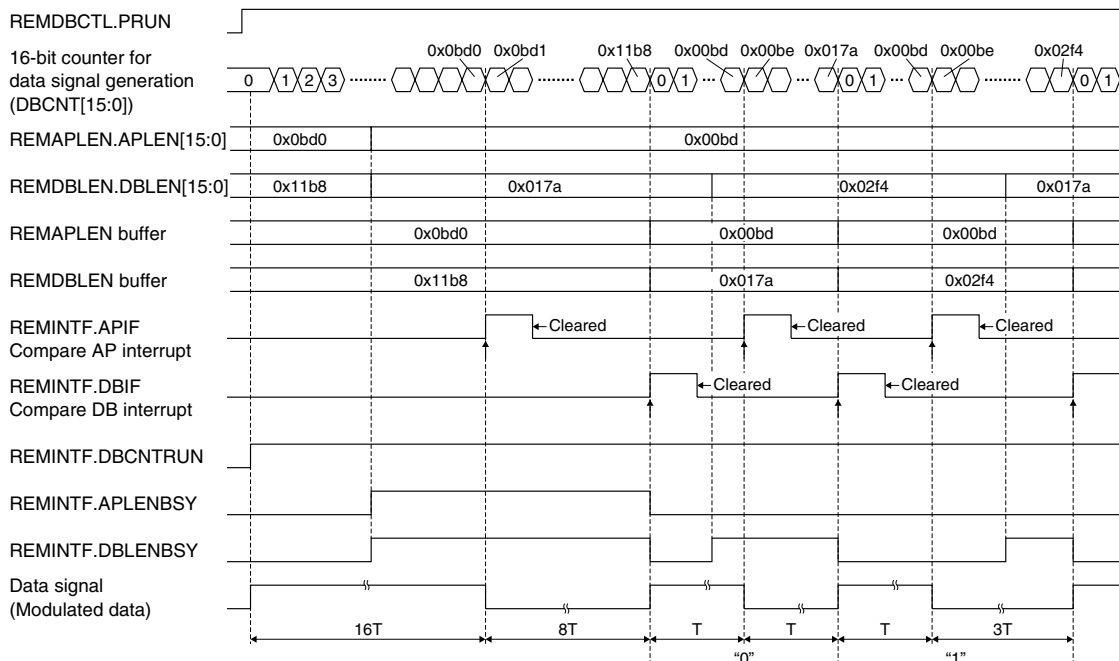 REMDBCTL.PRUN
16-bit counter for
data signal generation
(DBCNT[15:0])
0x0bd0 0x0bd1 0x11b8 0x00bd 0x00be 0x017a 0x00bd 0x00be 0x02f4
0 1 2 3 0 1 0 1 0 1
REMAPLEN.APLEN[15:0] 0x0bd0 0x00bd
REMDBLEN.DBLEN[15:0] 0x11b8 0x017a 0x02f4 0x017a
REMAPLEN buffer 0x0bd0 0x00bd 0x00bd
REMDBLEN buffer 0x11b8 0x017a 0x02f4
REMINTF.APIF
Compare AP interrupt
Cleared Cleared Cleared
REMINTF.DBIF
Compare DB interrupt
Cleared Cleared
REMINTF.DBCNTRUN
REMINTF.APLENBSY
REMINTF.DBLENBSY
Data signal
(Modulated data)
16T 8T T T T 3T
“0” “1”